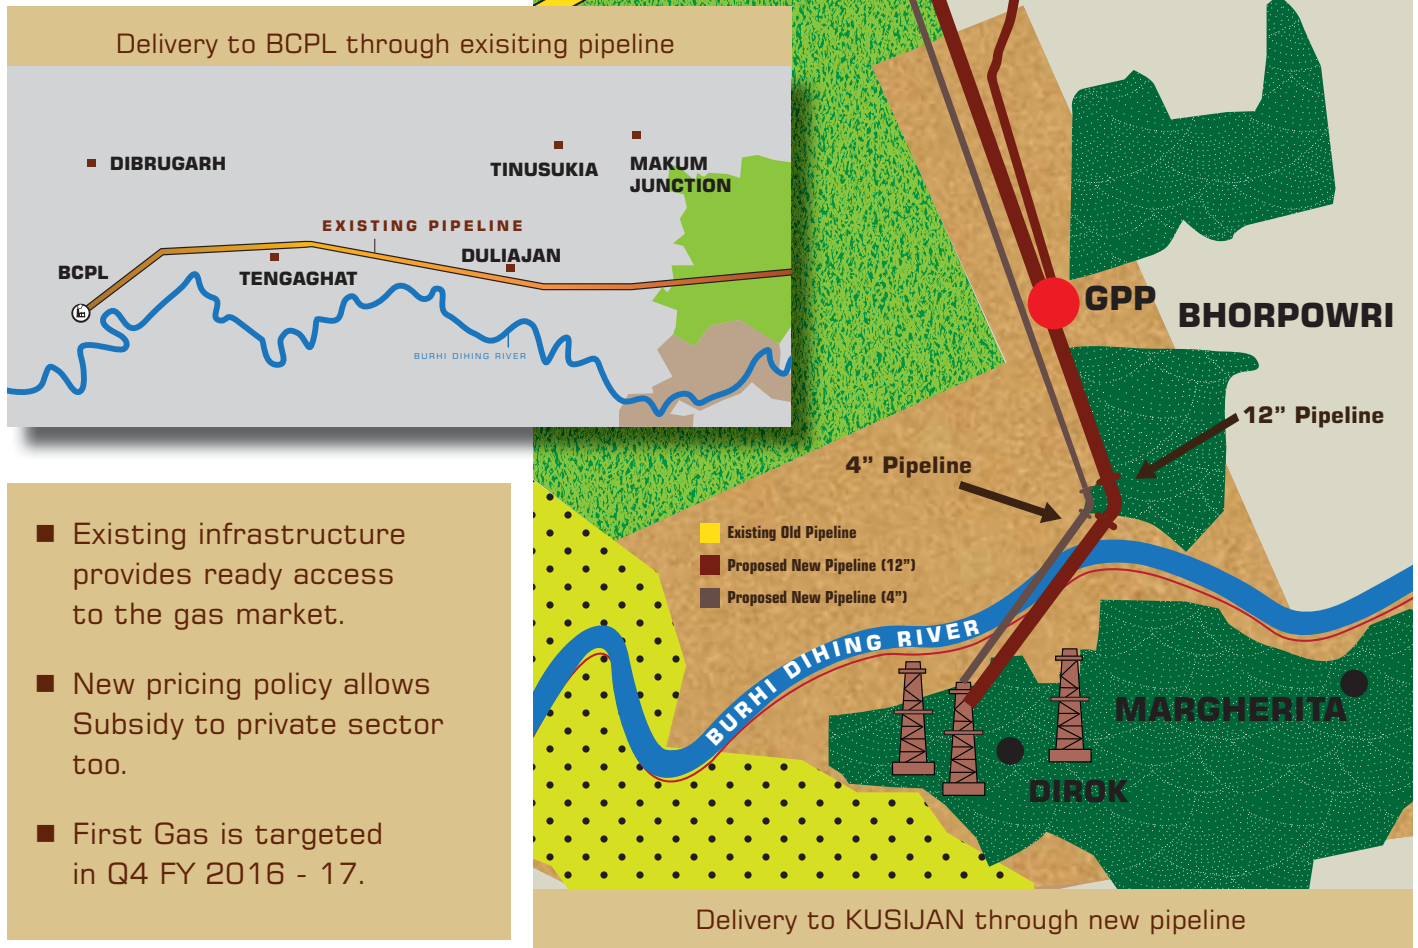 Delivery to BCPL through exisiting pipeline
DIBRUGARH
TINUSUKIA
MAKUM
JUNCTION
EXISTING PIPELINE
DULIAJAN
BCPL
TENGAGHAT
BURHI DIHING RIVER
Existing infrastructure
provides ready access
to the gas market.
New pricing policy allows
Subsidy to private sector
too.
First Gas is targeted
in Q4 FY 2016 - 17.
GPP
BHORPOWRI
12” Pipeline
4” Pipeline
Existing Old Pipeline
Proposed New Pipeline (12”)
Proposed New Pipeline (4”)
BURHI DIHING RIVER
MARGHERITA
DIROK
Delivery to KUSIJAN through new pipeline